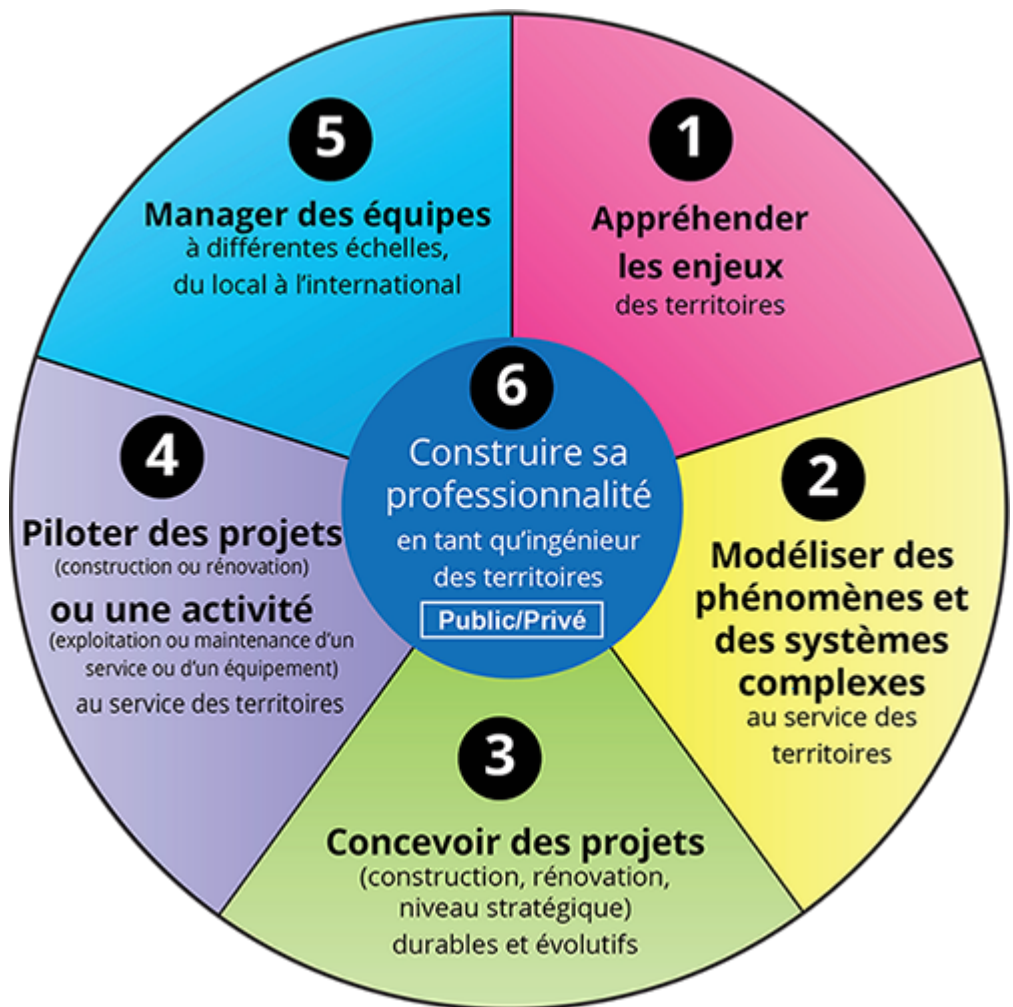 1
Appréhender
les enjeux
des territoires
2
Modéliser des
phénomènes et
des systèmes
complexes
au service des
territoires
3
Concevoir des projets
(construction, rénovation,
niveau stratégique)
durables et évolutifs
4
Piloter des projets
(construction ou rénovation)
ou une activité
(exploitation ou maintenance d'un
service ou d'un équipement)
au service des territoires
5
Manager des équipes
à différentes échelles,
du local à l'international
6
Construire sa
professionnalité
en tant qu'ingénieur
des territoires
Public/Privé